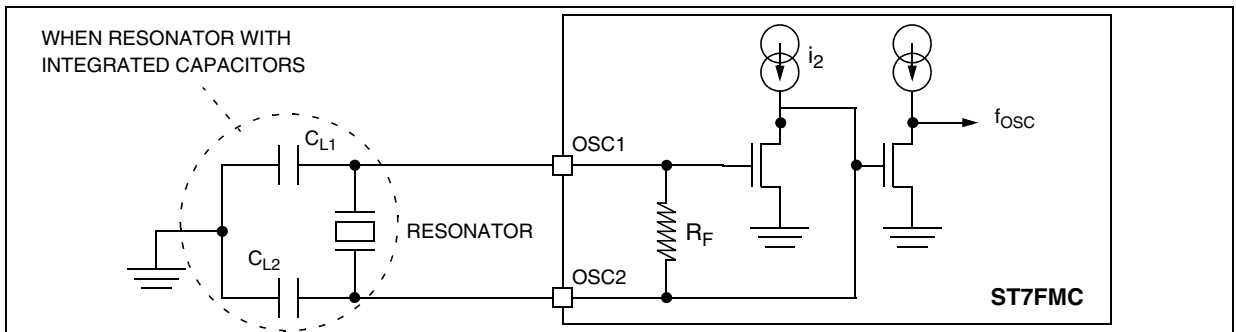 WHEN RESONATOR WITH
INTEGRATED CAPACITORS
i2
fOSC
CL1
OSC1
RESONATOR
RF
CL2
OSC2
ST7FMC